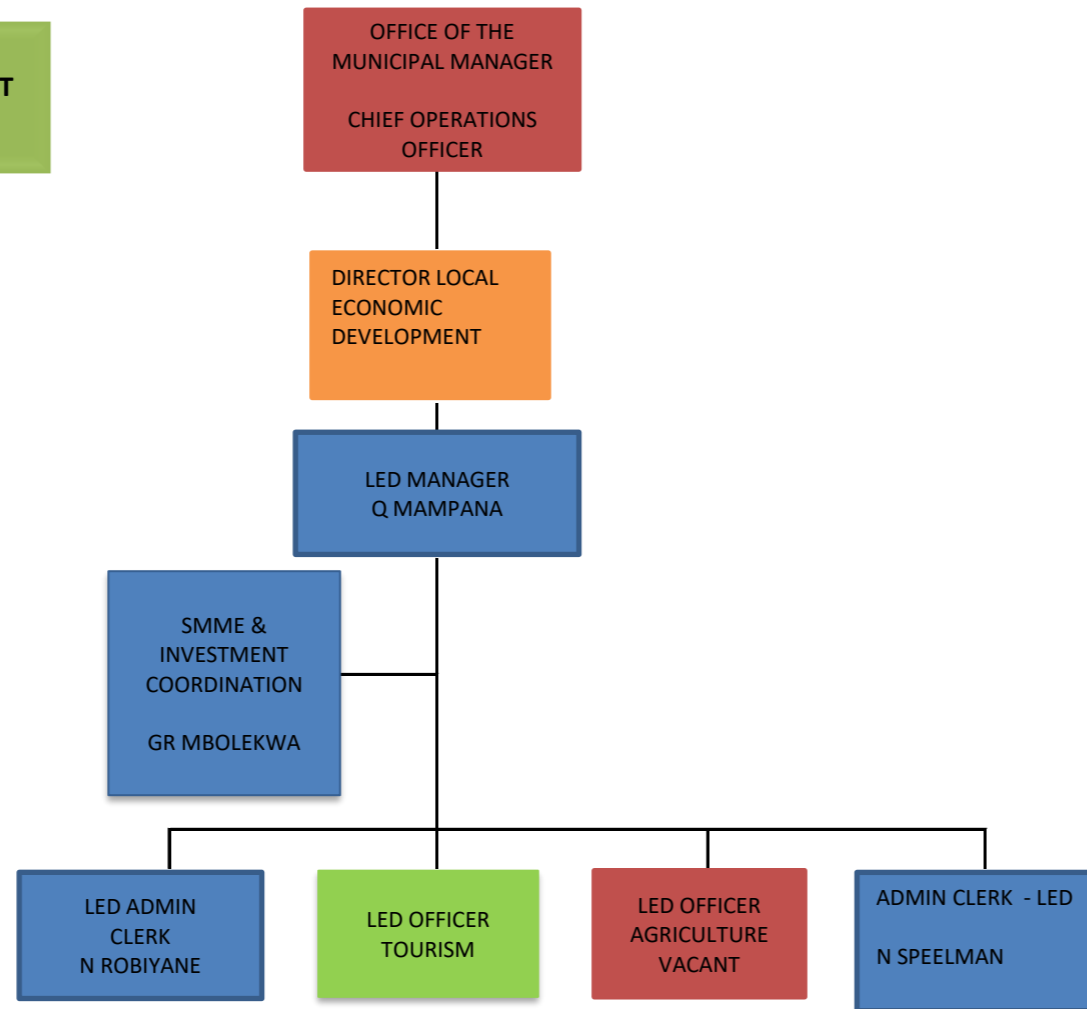 OFFICE OF THE
MUNICIPAL MANAGER
CHIEF OPERATIONS
OFFICER
DIRECTOR LOCAL
ECONOMIC
DEVELOPMENT
LED MANAGER
Q MAMPANA
SMME &
INVESTMENT
COORDINATION
GR MBOLEKWA
LED ADMIN
CLERK
N ROBIYANE
LED OFFICER
TOURISM
LED OFFICER
AGRICULTURE
VACANT
ADMIN CLERK - LED
N SPEELMAN